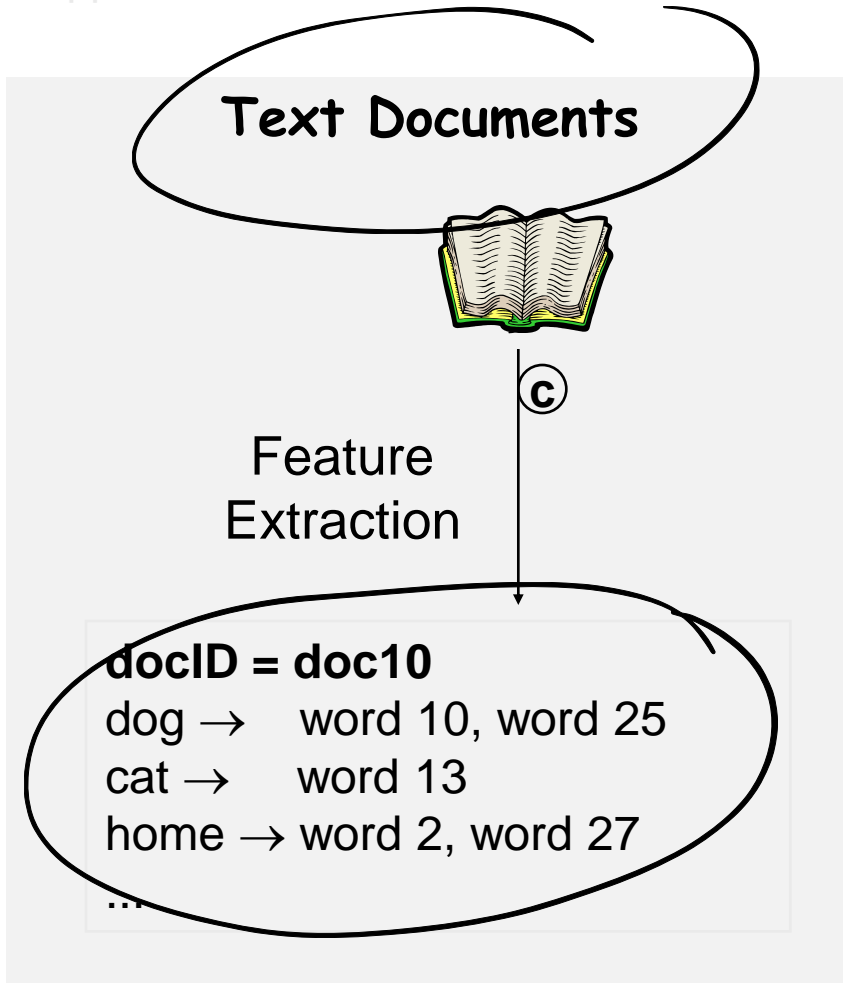 Text Documents
c
Feature
Extraction
docID = doc10
dog → word 10, word 25
cat → word 13
home → word 2, word 27
...